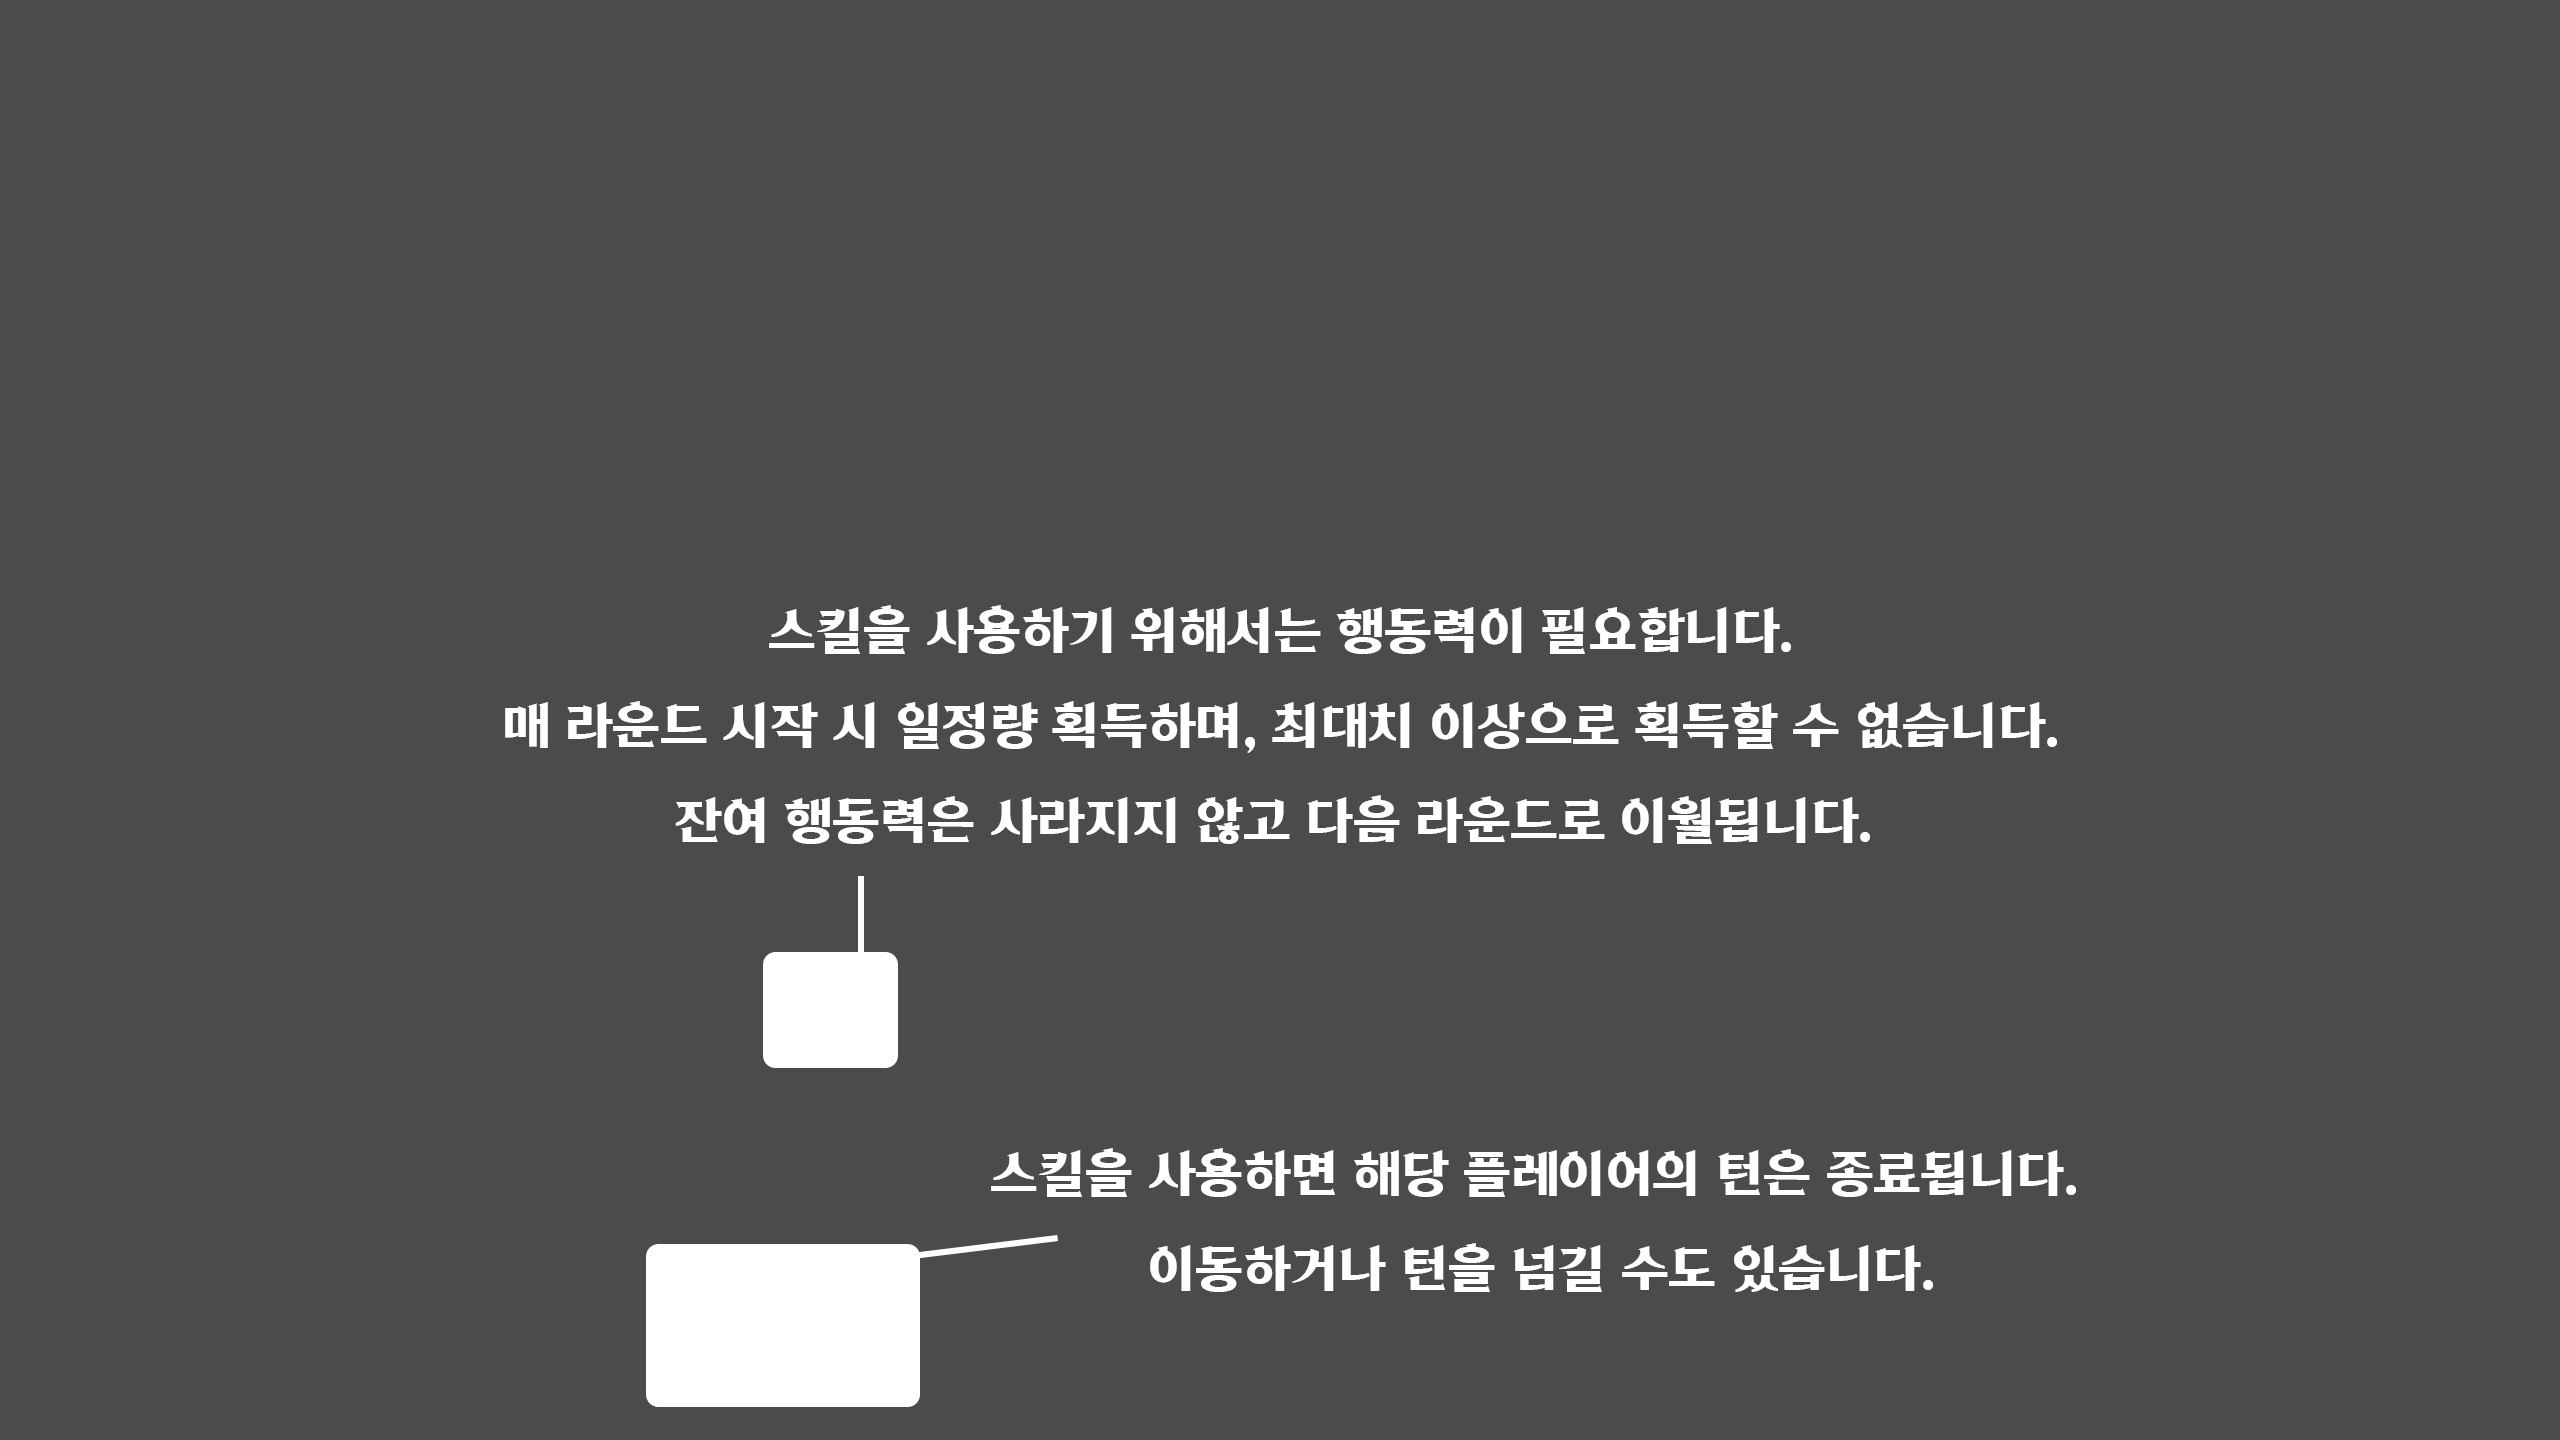 스킬을 사용하기 위해서는 행동력이 필요합니다.
매 라운드 시작 시 일정량 획득하며, 최대치 이상으로 획득할 수 없습니다.
잔여 행동력은 사라지지 않고 다음 라운드로 이월됩니다.
스킬을 사용하면 해당 플레이어의 턴은 종료됩니다.
이동하거나 턴을 넘길 수도 있습니다.